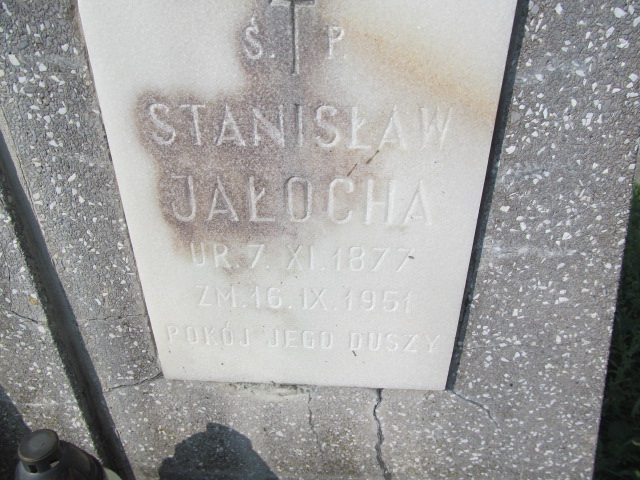 Ś. P.
STANISŁAW
JAŁOCHA
UR. 7. XI. 1877
ZM. 16. IX. 1951
POKÓJ JEGO DUSZY